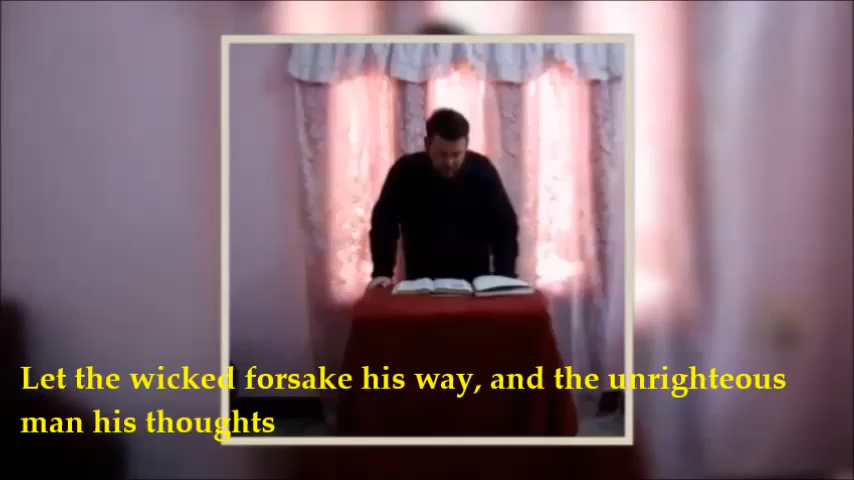 Let the wicked forsake his way, and the unrighteous
man his thoughts